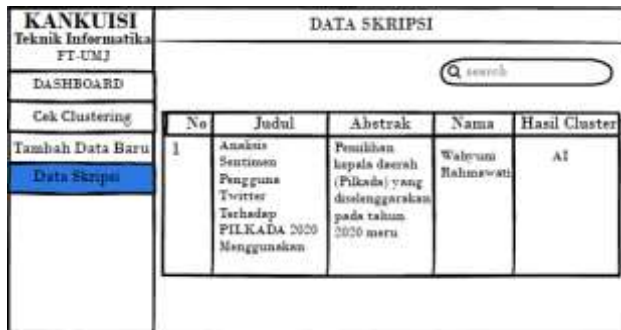 KANKUISI
Teknik Informatika
FT-UMJ
DASHBOARD
Cek Clustering
Tambah Data Baru
Data Skripsi
DATA SKRIPSI
search
No Judul Abstrak Nama Hasil Cluster
1
Analisis
Sentimen
Pengguna
Twitter
Terhadap
PILKADA 2020
Menggunakan
Pemilihan
kepala daerah
(Pilkada) yang
diselenggarakan
pada tahun
2020 meru
Wahyuni
Rahmawati
AI